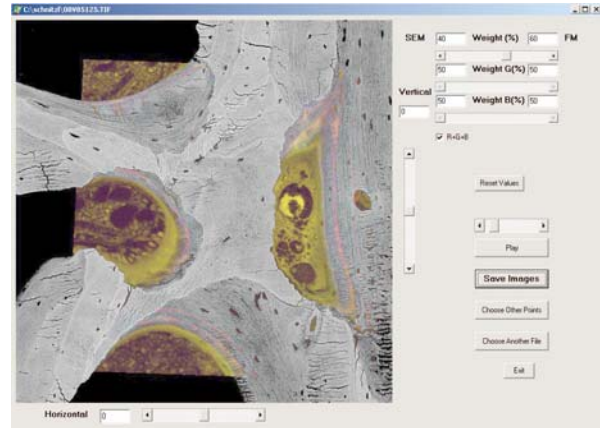 C:\schnitzf\08V05125.TIF
SEM 40 Weight (%) 60 FM
50 Weight G(%) 50
Vertical
0
50 Weight B(%) 50
R+G+B
Reset Values
Play
Save Images
Choose Other Points
Choose Another File
Exit
Horizontal 0